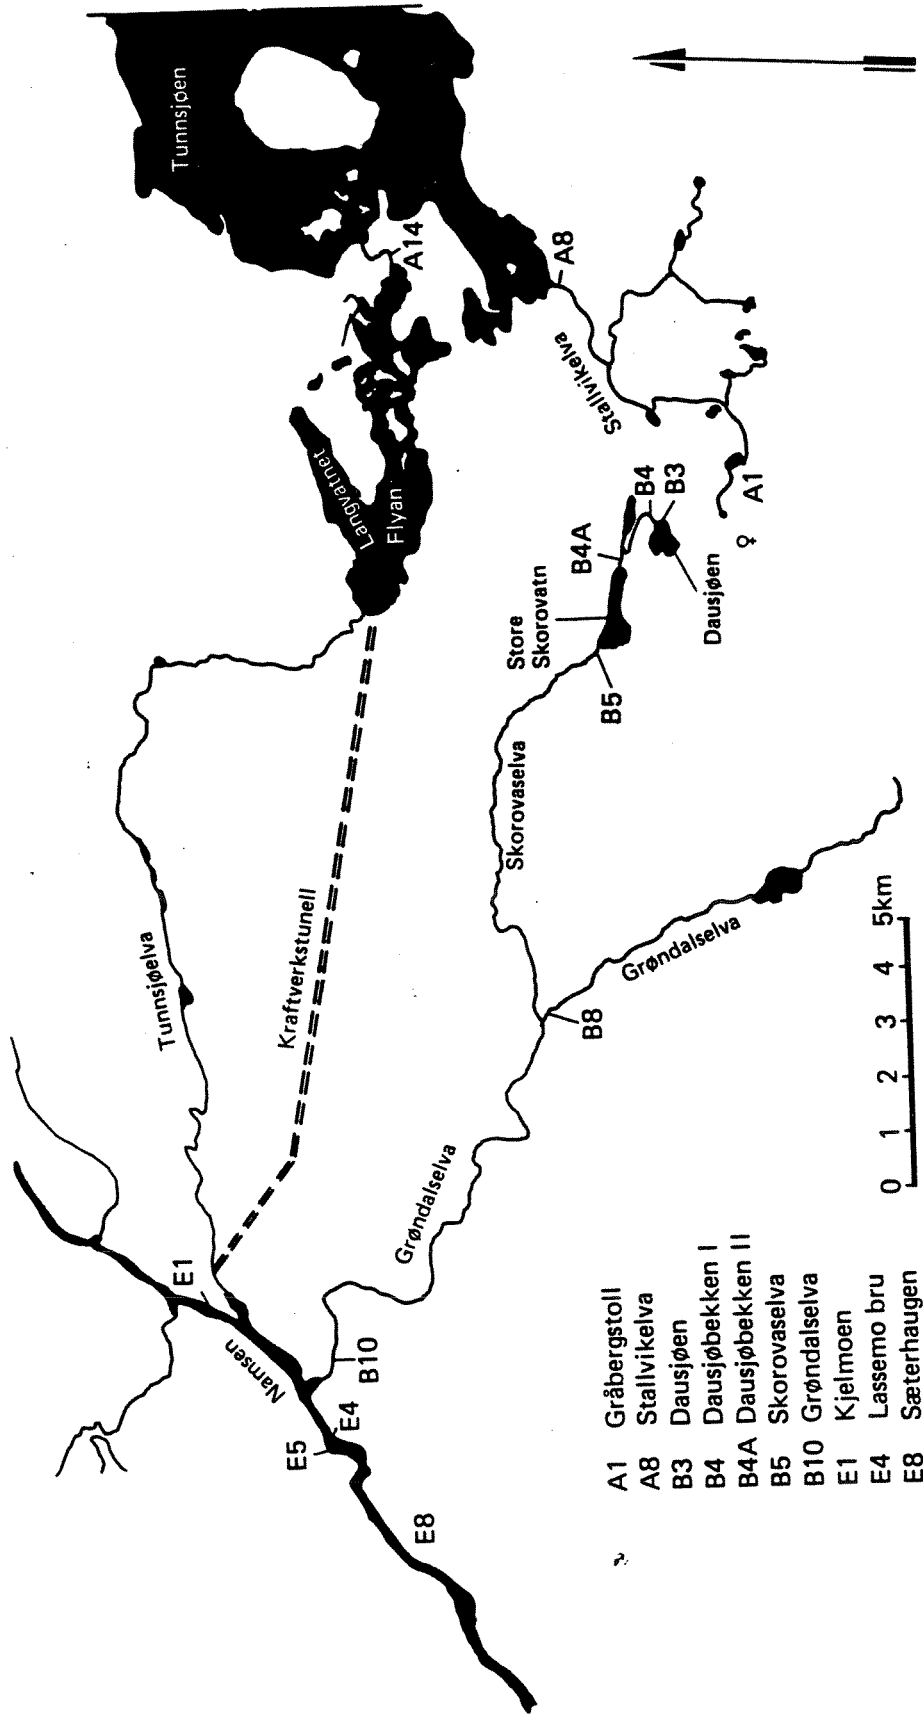 Tunnsjøen
A14
A8
Langvatnet
Flyan
Stallvikelva
A1
B4
B3
B4A
Dausjøen
Store
Skorovatn
B5
Skorovaselva
Tunnsjøelva
Kraftverkstunell
Grøndalselva
B8
Grøndalselva
Namsen
E1
B10
E4
E5
E8
0 1 2 3 4 5km
A1 Gråbergstoll
A8 Stallvikelva
B3 Dausjøen
B4 Dausjøbekken I
B4A Dausjøbekken II
B5 Skorovaselva
B10 Grøndalselva
E1 Kjelmoen
E4 Lassemo bru
E8 Sæterhaugen